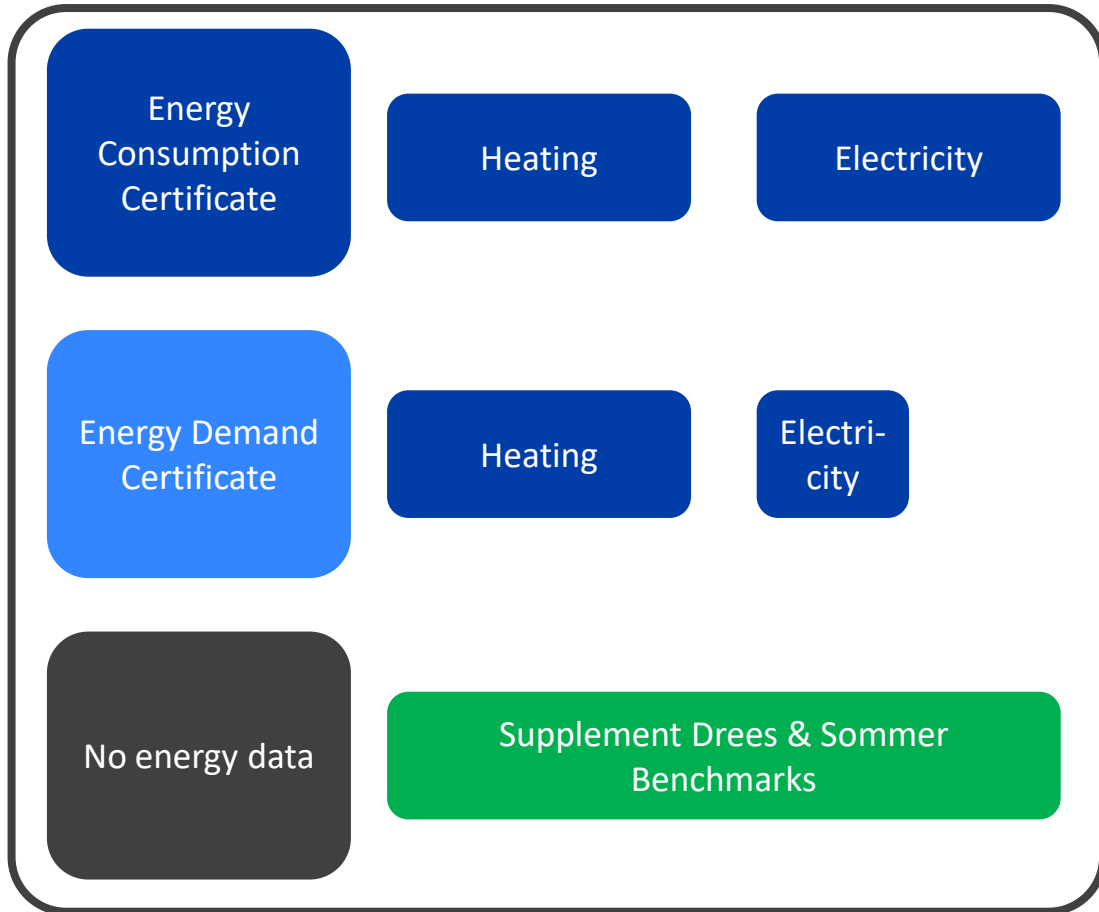 Energy
Consumption
Certificate
Heating
Electricity
Energy Demand
Certificate
Heating
Electri-
city
No energy data
Supplement Drees & Sommer
Benchmarks